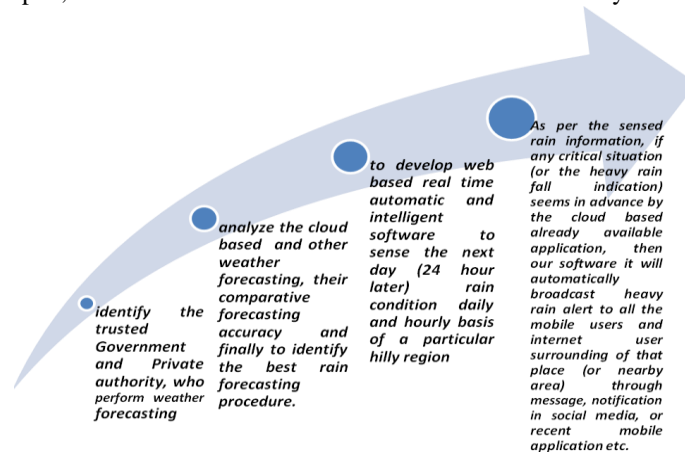 identify the
trusted
Government
and Private
authority, who
perform weather
forecasting
analyze the cloud
based and other
weather
forecasting, their
comparative
forecasting
accuracy and
finally to identify
the best rain
forecasting
procedure.
to develop web
based real time
automatic and
intelligent
software to
sense the next
day (24 hour
later) rain
condition daily
and hourly basis
of a particular
hilly region
As per the sensed
rain information, if
any critical situation
(or the heavy rain
fall indication)
seems in advance by
the cloud based
already available
application, then
our software it will
automatically
broadcast heavy
rain alert to all the
mobile users and
internet user
surrounding of that
place (or nearby
area) through
message, notification
in social media, or
recent mobile
application etc.